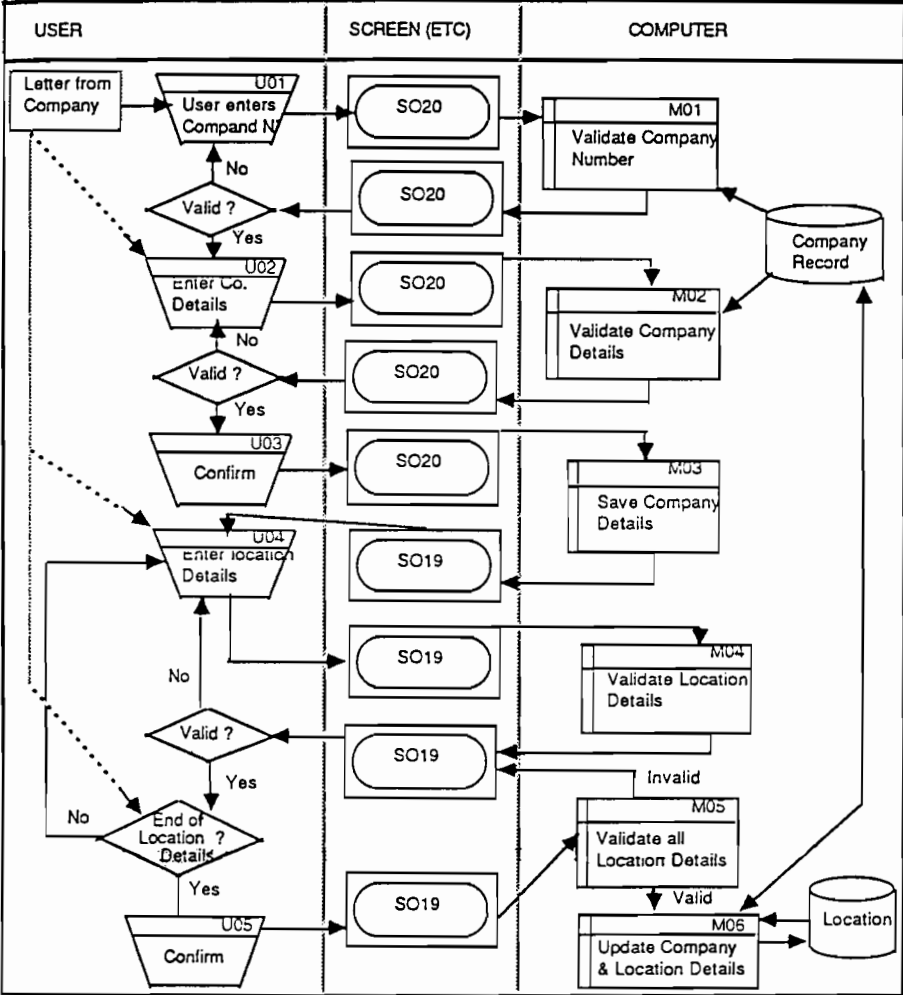 USER
SCREEN (ETC)
COMPUTER
Letter from
Company
U01
User enters
Compand N
SO20
M01
Validate Company
Number
No
Valid ?
SO20
Yes
Company
Record
U02
Enter Co.
Details
SO20
M02
Validate Company
Details
No
Valid ?
SO20
Yes
U03
Confirm
SO20
M03
Save Company
Details
U04
Enter location
Details
SO19
SO19
M04
Validate Location
Details
No
Valid ?
SO19
Yes
Invalid
No
End of
Location ?
Details
M05
Validate all
Location Details
Yes
Valid
SO19
U05
Confirm
M06
Update Company
& Location Details
Location